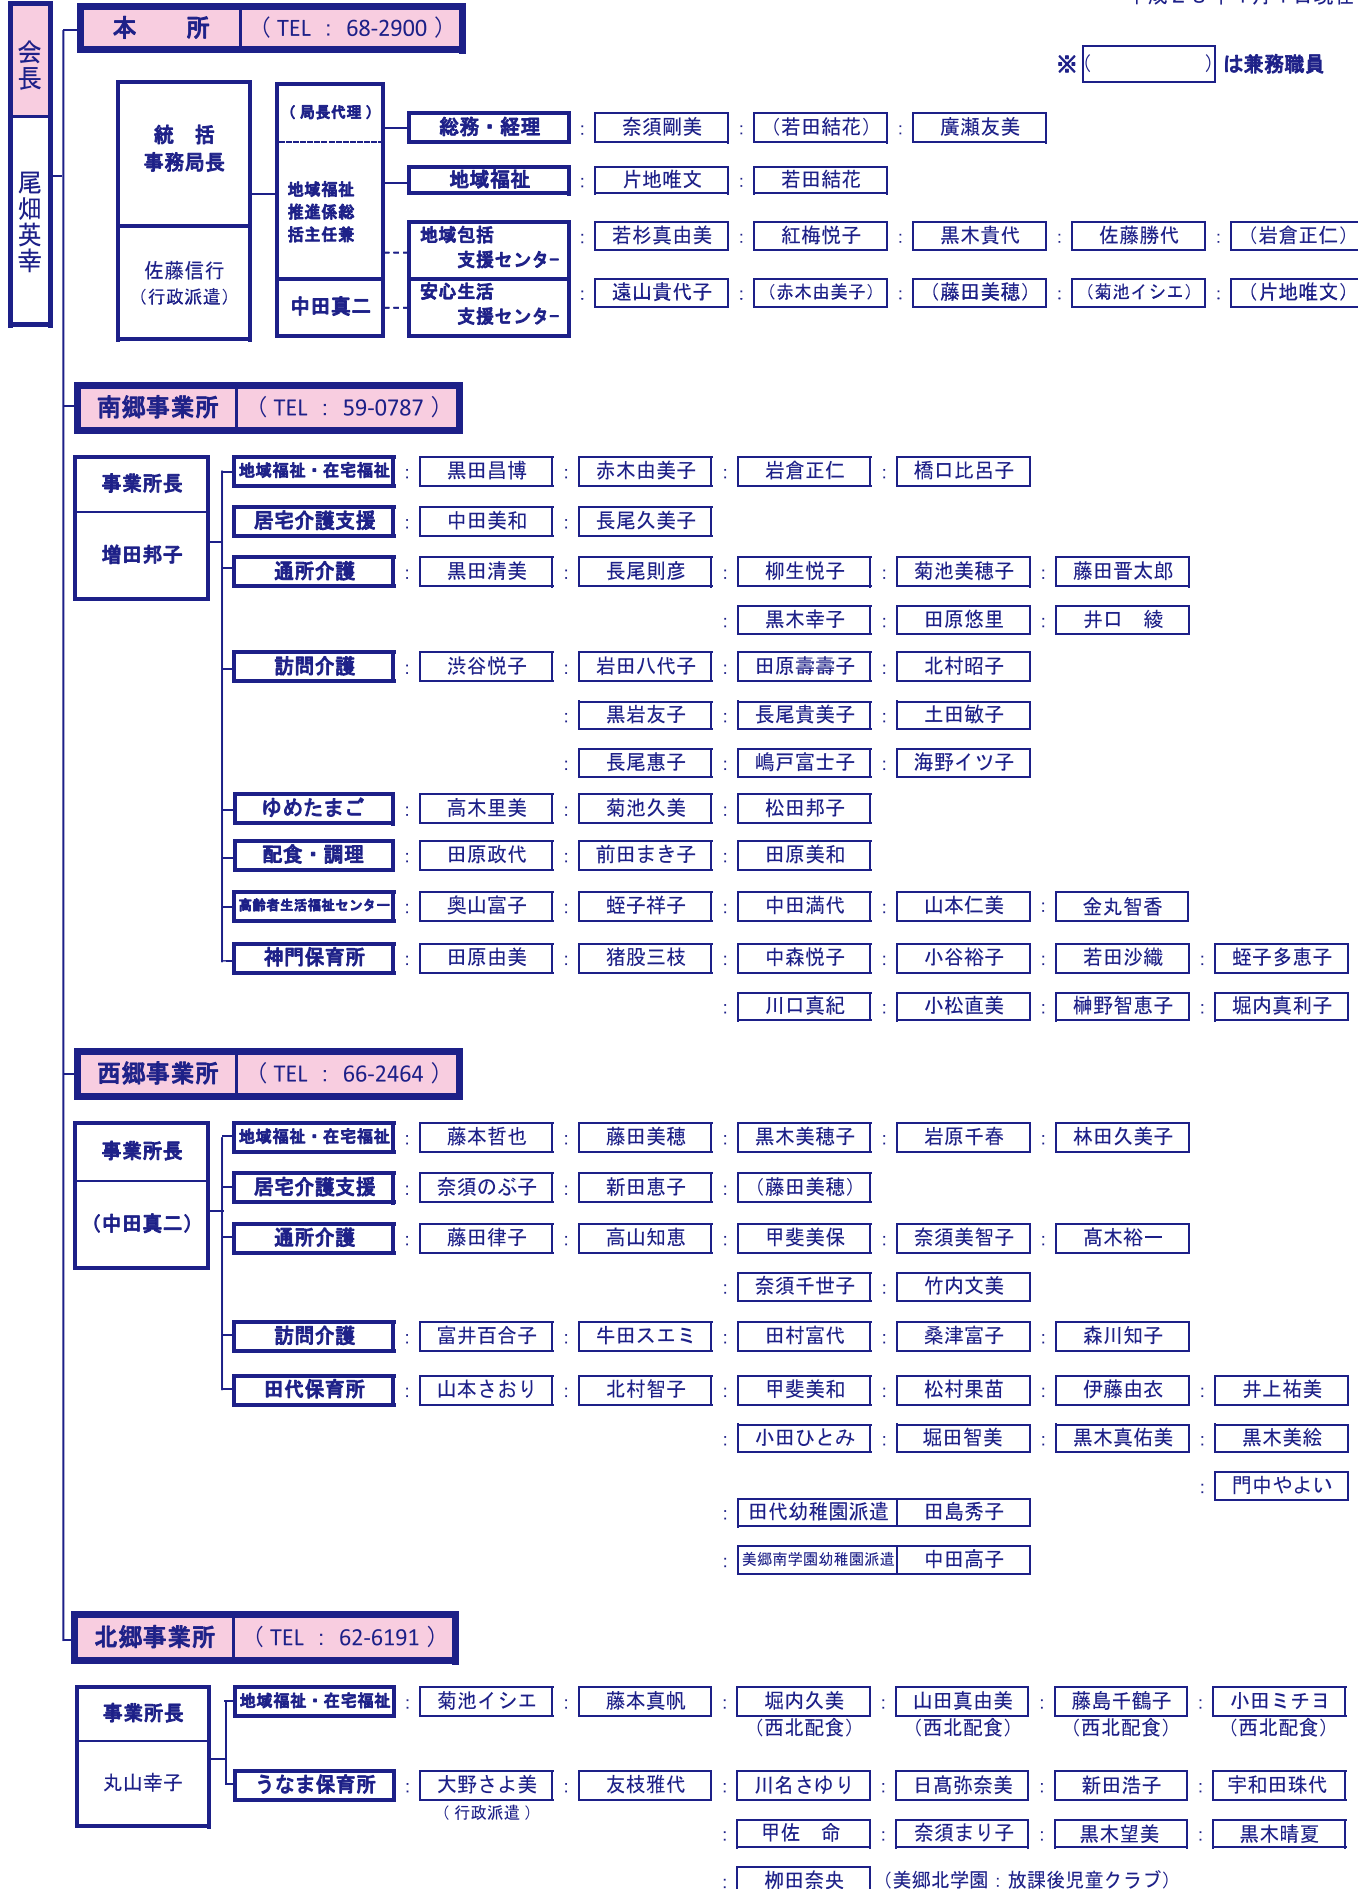 会長
尾畑英幸
本　所 （ TEL ： 68-2900 ）
※（　　　　）は兼務職員
統　括
事務局長
佐藤信行
（行政派遣）
（ 局長代理 ）
地域福祉
推進係総
括主任兼
中田真二
総務・経理 ： 奈須剛美 ： （若田結花） ： 廣瀬友美
地域福祉 ： 片地唯文 ： 若田結花
地域包括
支援センター ： 若杉真由美 ： 紅梅悦子 ： 黒木貴代 ： 佐藤勝代 ： （岩倉正仁）
安心生活
支援センター ： 遠山貴代子 ： （赤木由美子） ： （藤田美穂） ： （菊池イシエ） ： （片地唯文）
南郷事業所 （ TEL ： 59-0787 ）
事業所長
増田邦子
地域福祉・在宅福祉 ： 黒田昌博 ： 赤木由美子 ： 岩倉正仁 ： 橋口比呂子
居宅介護支援 ： 中田美和 ： 長尾久美子
通所介護 ： 黒田清美 ： 長尾則彦 ： 柳生悦子 ： 菊池美穂子 ： 藤田晋太郎
： 黒木幸子 ： 田原悠里 ： 井口　綾
訪問介護 ： 渋谷悦子 ： 岩田八代子 ： 田原壽壽子 ： 北村昭子
： 黒岩友子 ： 長尾貴美子 ： 土田敏子
： 長尾恵子 ： 嶋戸富士子 ： 海野イツ子
ゆめたまご ： 高木里美 ： 菊池久美 ： 松田邦子
配食・調理 ： 田原政代 ： 前田まき子 ： 田原美和
高齢者生活福祉センター ： 奥山富子 ： 蛭子祥子 ： 中田満代 ： 山本仁美 ： 金丸智香
神門保育所 ： 田原由美 ： 猪股三枝 ： 中森悦子 ： 小谷裕子 ： 若田沙織 ： 蛭子多恵子
： 川口真紀 ： 小松直美 ： 榊野智恵子 ： 堀内真利子
西郷事業所 （ TEL ： 66-2464 ）
事業所長
（中田真二）
地域福祉・在宅福祉 ： 藤本哲也 ： 藤田美穂 ： 黒木美穂子 ： 岩原千春 ： 林田久美子
居宅介護支援 ： 奈須のぶ子 ： 新田恵子 ： （藤田美穂）
通所介護 ： 藤田律子 ： 高山知恵 ： 甲斐美保 ： 奈須美智子 ： 髙木裕一
： 奈須千世子 ： 竹内文美
訪問介護 ： 富井百合子 ： 牛田スエミ ： 田村富代 ： 桑津富子 ： 森川知子
田代保育所 ： 山本さおり ： 北村智子 ： 甲斐美和 ： 松村果苗 ： 伊藤由衣 ： 井上祐美
： 小田ひとみ ： 堀田智美 ： 黒木真佑美 ： 黒木美絵
： 門中やよい
： 田代幼稚園派遣 田島秀子
： 美郷南学園幼稚園派遣 中田高子
北郷事業所 （ TEL ： 62-6191 ）
事業所長
丸山幸子
地域福祉・在宅福祉 ： 菊池イシエ ： 藤本真帆 ： 堀内久美 ： 山田真由美 ： 藤島千鶴子 ： 小田ミチヨ
（西北配食） （西北配食） （西北配食） （西北配食）
うなま保育所 ： 大野さよ美 ： 友枝雅代 ： 川名さゆり ： 日髙弥奈美 ： 新田浩子 ： 宇和田珠代
（ 行政派遣 ）
： 甲佐　命 ： 奈須まり子 ： 黒木望美 ： 黒木晴夏
： 栁田奈央 （美郷北学園：放課後児童クラブ）